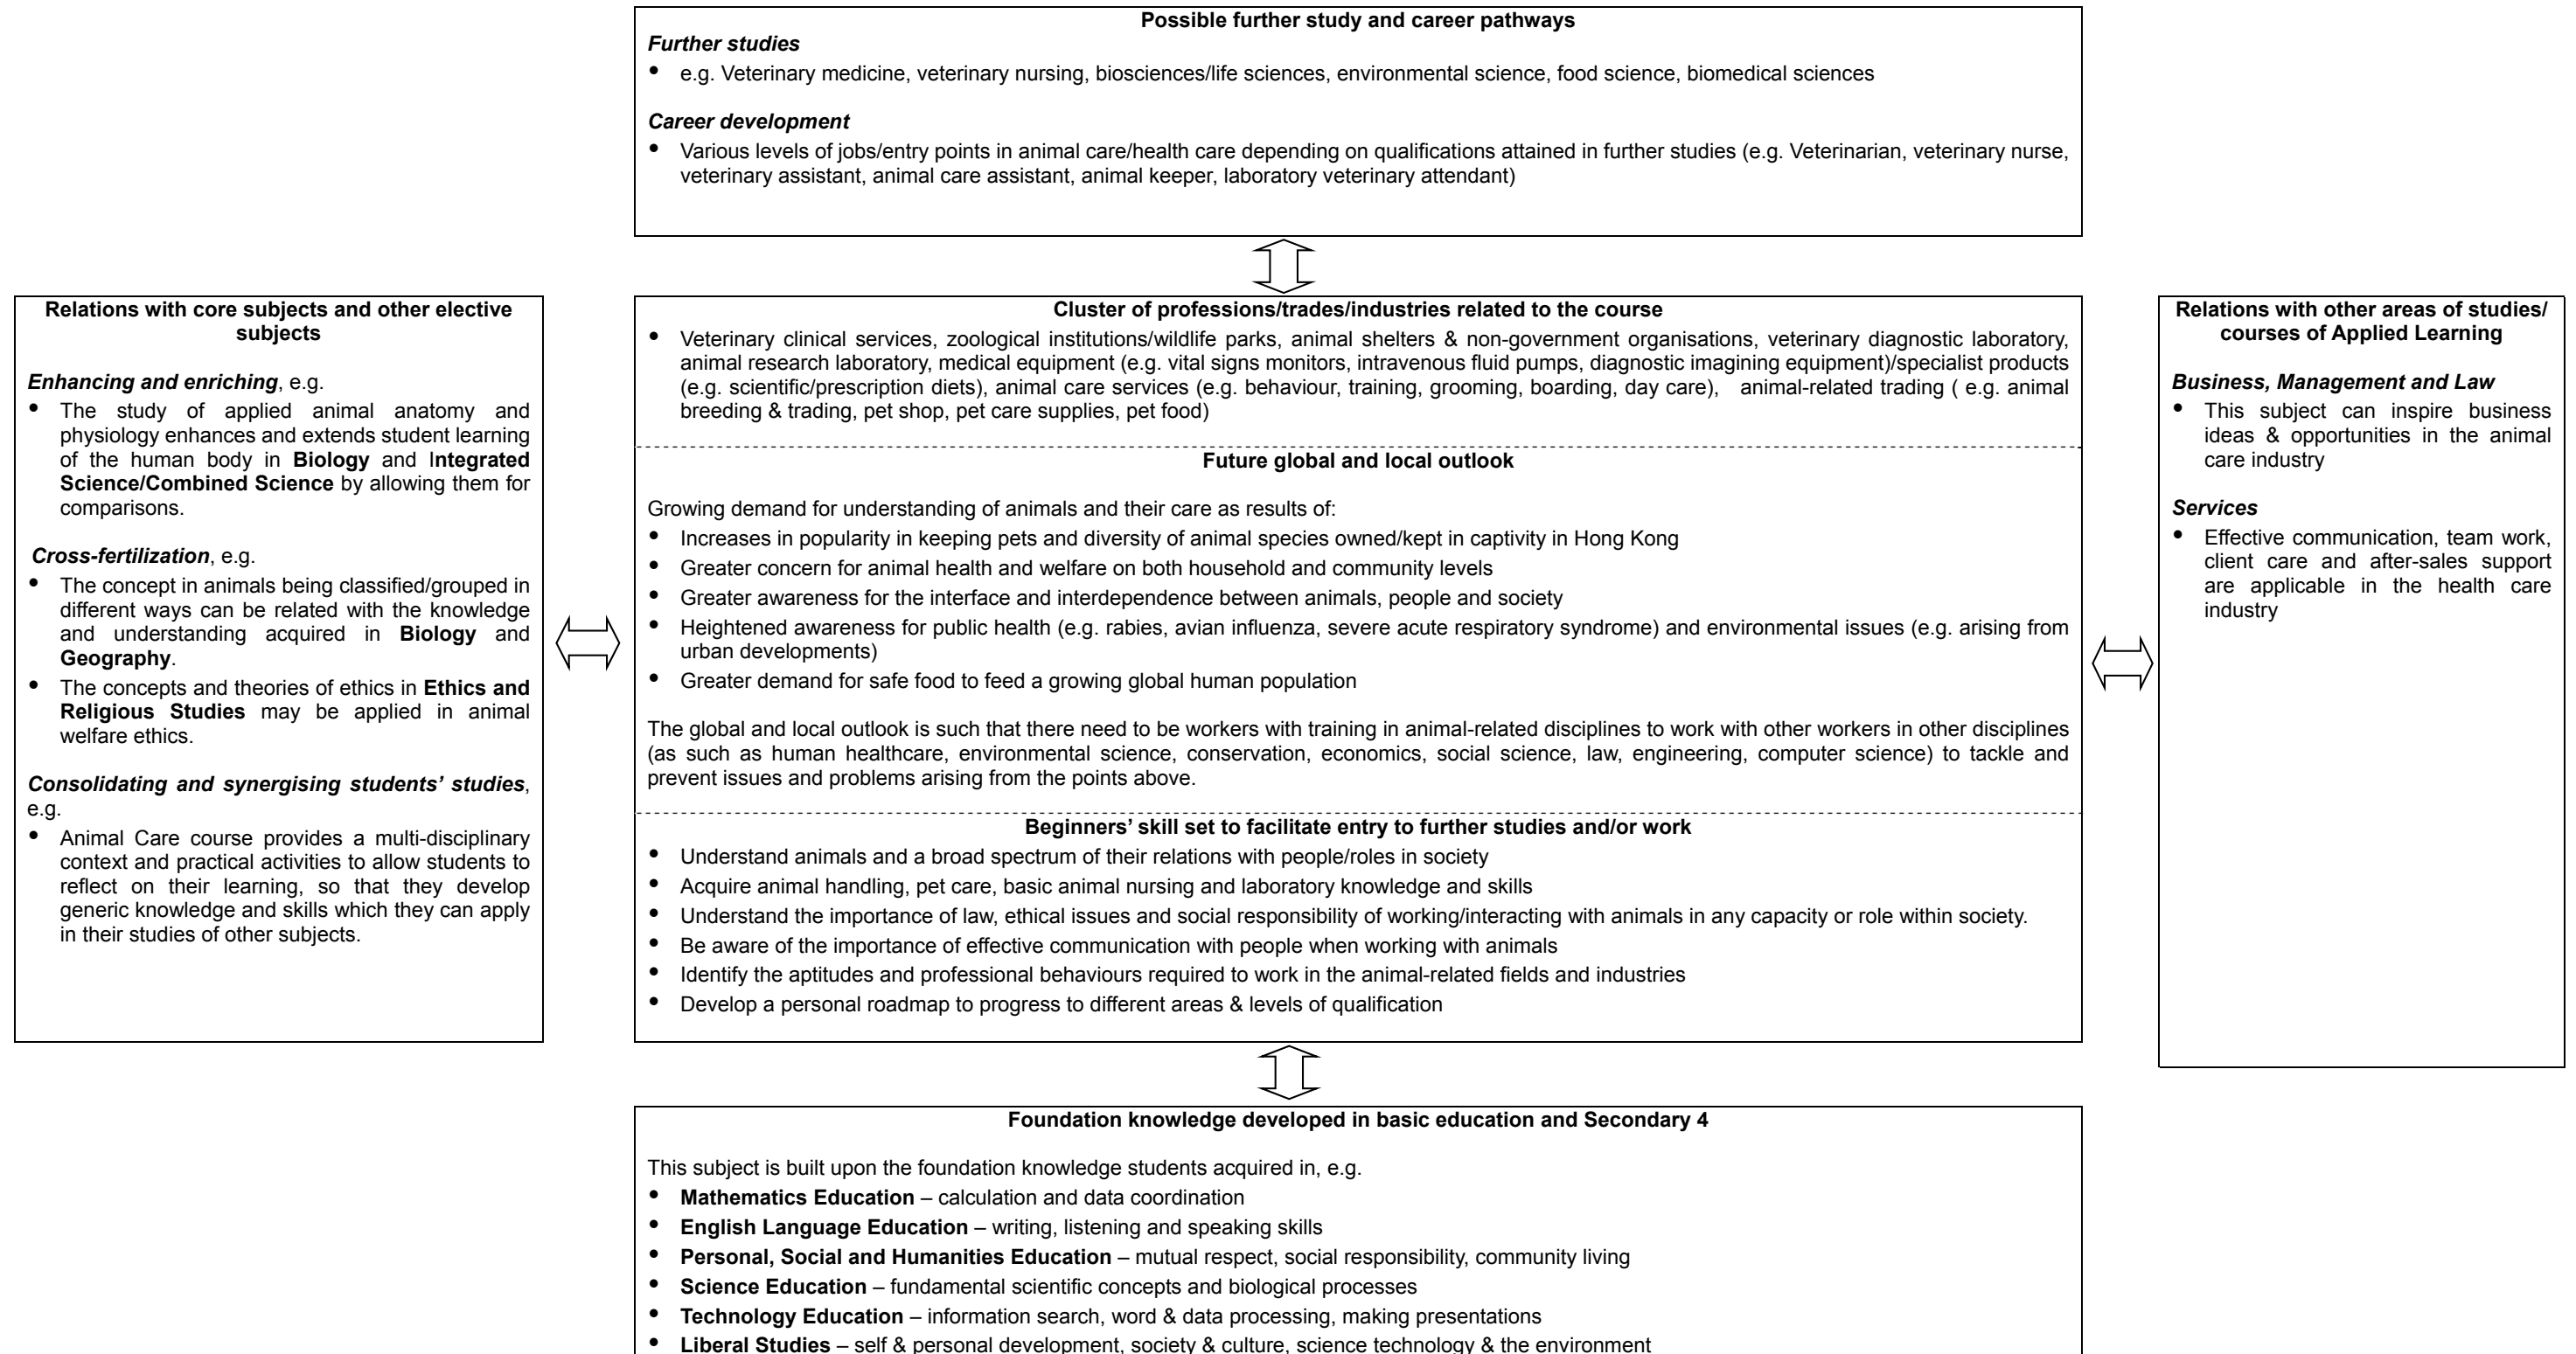 Possible further study and career pathways
Further studies
• e.g. Veterinary medicine, veterinary nursing, biosciences/life sciences, environmental science, food science, biomedical sciences
Career development
• Various levels of jobs/entry points in animal care/health care depending on qualifications attained in further studies (e.g. Veterinarian, veterinary nurse,
veterinary assistant, animal care assistant, animal keeper, laboratory veterinary attendant)
Relations with core subjects and other elective
subjects
Enhancing and enriching, e.g.
• The study of applied animal anatomy and
physiology enhances and extends student learning
of the human body in Biology and Integrated
Science/Combined Science by allowing them for
comparisons.
Cross-fertilization, e.g.
• The concept in animals being classified/grouped in
different ways can be related with the knowledge
and understanding acquired in Biology and
Geography.
• The concepts and theories of ethics in Ethics and
Religious Studies may be applied in animal
welfare ethics.
Consolidating and synergising students’ studies,
e.g.
• Animal Care course provides a multi-disciplinary
context and practical activities to allow students to
reflect on their learning, so that they develop
generic knowledge and skills which they can apply
in their studies of other subjects.
Cluster of professions/trades/industries related to the course
• Veterinary clinical services, zoological institutions/wildlife parks, animal shelters & non-government organisations, veterinary diagnostic laboratory,
animal research laboratory, medical equipment (e.g. vital signs monitors, intravenous fluid pumps, diagnostic imagining equipment)/specialist products
(e.g. scientific/prescription diets), animal care services (e.g. behaviour, training, grooming, boarding, day care), animal-related trading ( e.g. animal
breeding & trading, pet shop, pet care supplies, pet food)
Future global and local outlook
Growing demand for understanding of animals and their care as results of:
• Increases in popularity in keeping pets and diversity of animal species owned/kept in captivity in Hong Kong
• Greater concern for animal health and welfare on both household and community levels
• Greater awareness for the interface and interdependence between animals, people and society
• Heightened awareness for public health (e.g. rabies, avian influenza, severe acute respiratory syndrome) and environmental issues (e.g. arising from
urban developments)
• Greater demand for safe food to feed a growing global human population
The global and local outlook is such that there need to be workers with training in animal-related disciplines to work with other workers in other disciplines
(as such as human healthcare, environmental science, conservation, economics, social science, law, engineering, computer science) to tackle and
prevent issues and problems arising from the points above.
Beginners’ skill set to facilitate entry to further studies and/or work
• Understand animals and a broad spectrum of their relations with people/roles in society
• Acquire animal handling, pet care, basic animal nursing and laboratory knowledge and skills
• Understand the importance of law, ethical issues and social responsibility of working/interacting with animals in any capacity or role within society.
• Be aware of the importance of effective communication with people when working with animals
• Identify the aptitudes and professional behaviours required to work in the animal-related fields and industries
• Develop a personal roadmap to progress to different areas & levels of qualification
Relations with other areas of studies/
courses of Applied Learning
Business, Management and Law
• This subject can inspire business
ideas & opportunities in the animal
care industry
Services
• Effective communication, team work,
client care and after-sales support
are applicable in the health care
industry
Foundation knowledge developed in basic education and Secondary 4
This subject is built upon the foundation knowledge students acquired in, e.g.
• Mathematics Education – calculation and data coordination
• English Language Education – writing, listening and speaking skills
• Personal, Social and Humanities Education – mutual respect, social responsibility, community living
• Science Education – fundamental scientific concepts and biological processes
• Technology Education – information search, word & data processing, making presentations
• Liberal Studies – self & personal development, society & culture, science technology & the environment